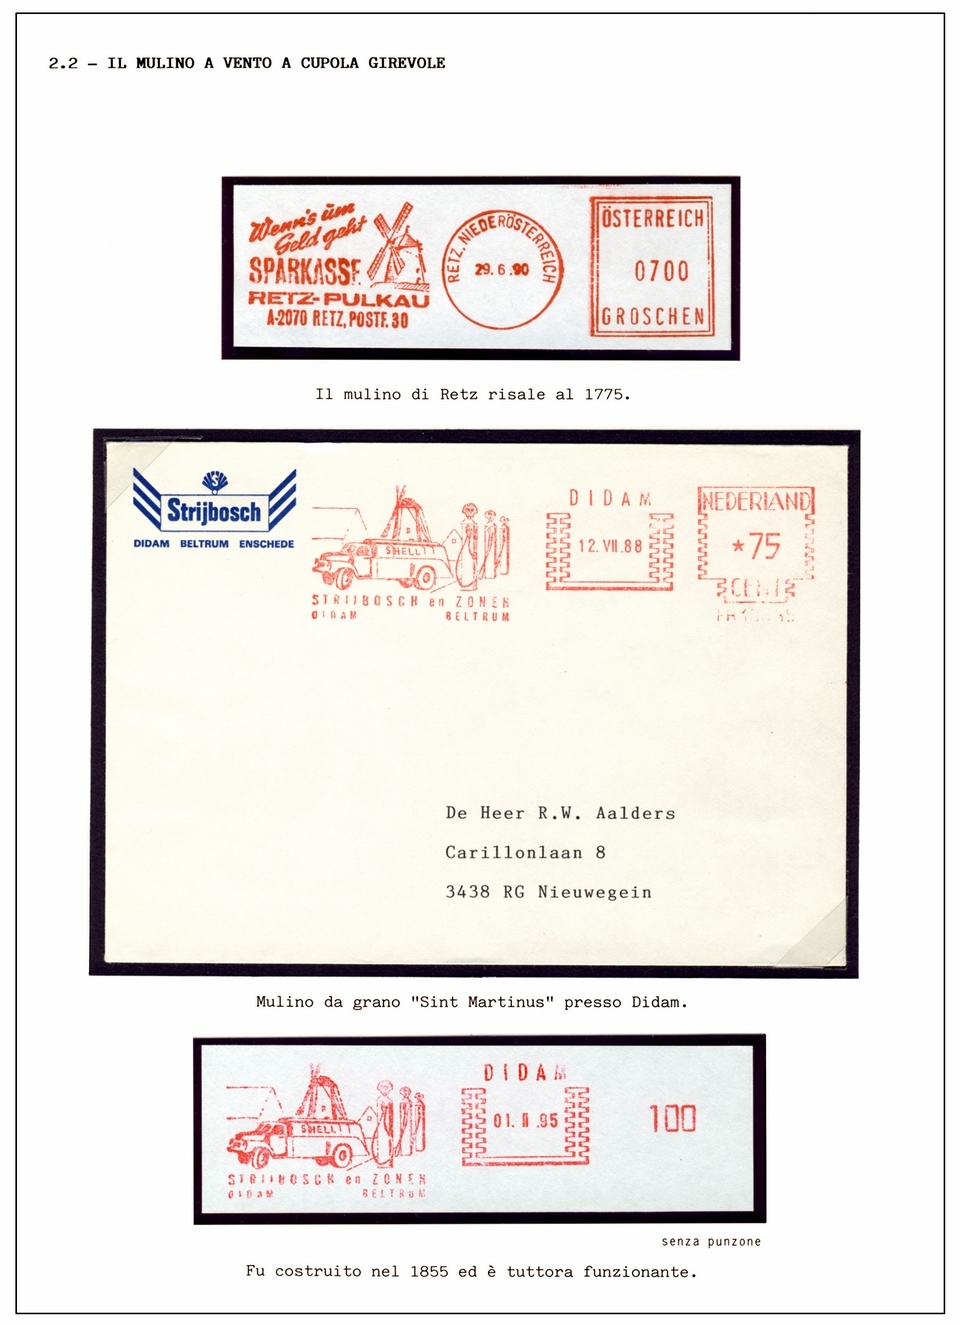 2.2 - IL MULINO A VENTO A CUPOLA GIREVOLE
Wenn's um
Geld geht
SPARKASSE
RETZ-PULKAU
A-2070 RETZ, POSTF. 30
RETZ, NIEDERÖSTERREICH
29.6.90
ÖSTERREICH
0700
GROSCHEN
Il mulino di Retz risale al 1775.
S
Strijbosch
DIDAM BELTRUM ENSCHEDE
SHELL
STRIJBOSCH en ZONEN
DIDAM BELTRUM
DIDAM
12.VII.88
NEDERLAND
*75
CENT
De Heer R.W. Aalders
Carillonlaan 8
3438 RG Nieuwegein
Mulino da grano "Sint Martinus" presso Didam.
SHELL
STRIJBOSCH en ZONEN
DIDAM BELTRUM
DIDAM
01.II.95
100
senza punzone
Fu costruito nel 1855 ed è tuttora funzionante.